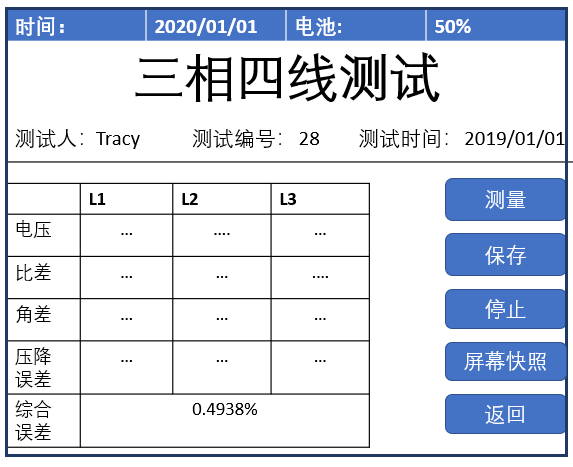 时间： 2020/01/01 电池: 50%
三相四线测试
测试人：Tracy 测试编号：28 测试时间：2019/01/01
L1 L2 L3
电压 ... .... ...
比差 ... ... ....
角差 ... ... ...
压降
误差 ... ... ...
综合
误差 0.4938%
测量
保存
停止
屏幕快照
返回